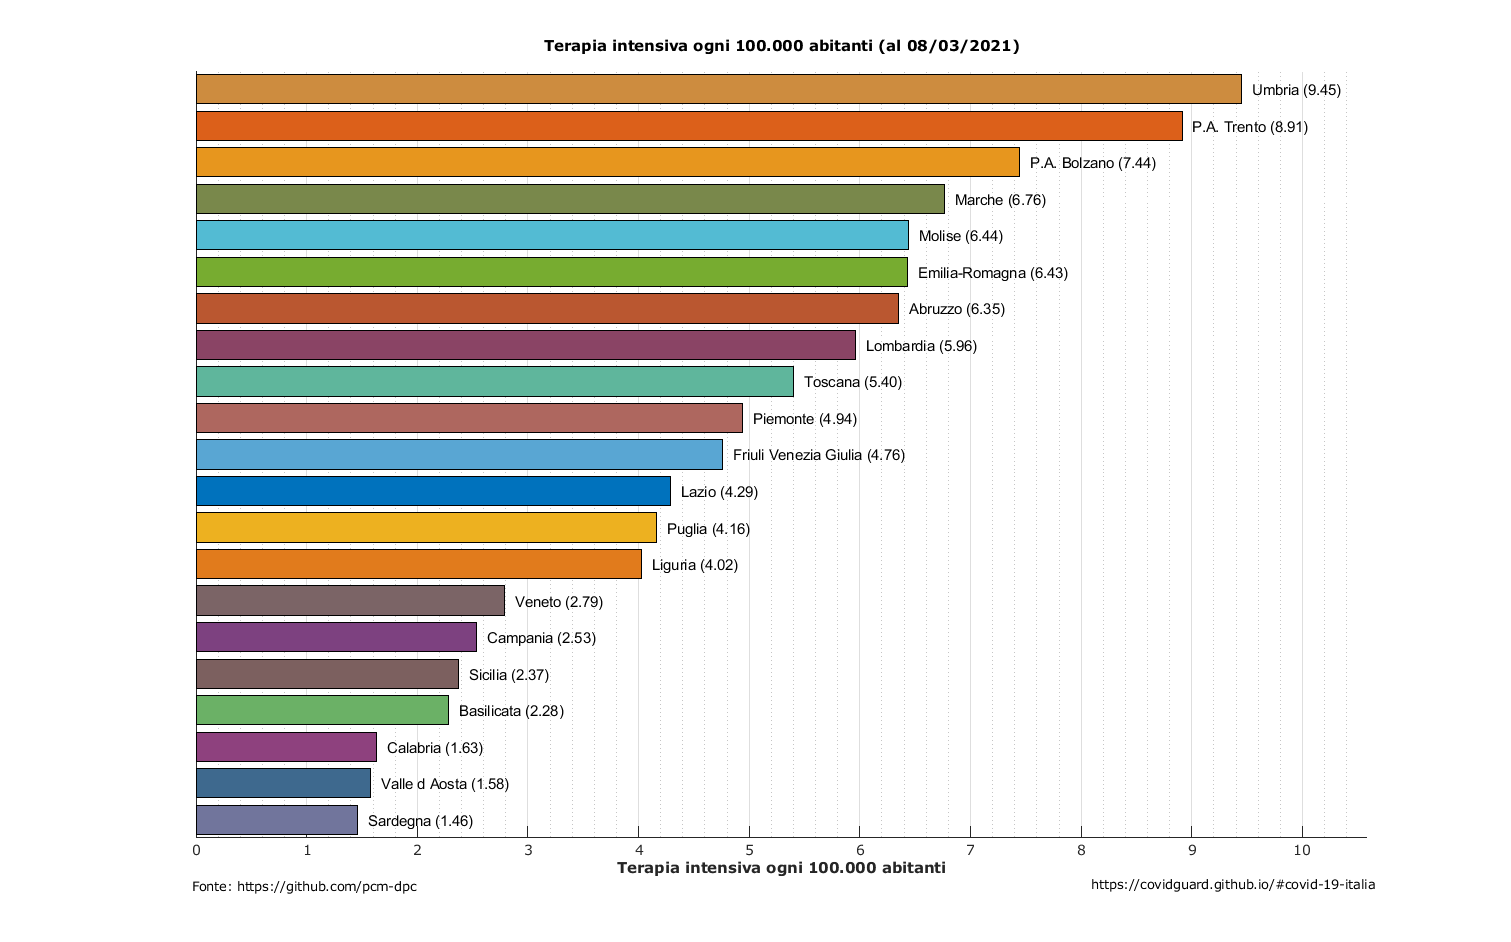 Terapia intensiva ogni 100.000 abitanti (al 08/03/2021)
Umbria (9.45)
P.A. Trento (8.91)
P.A. Bolzano (7.44)
Marche (6.76)
Molise (6.44)
Emilia-Romagna (6.43)
Abruzzo (6.35)
Lombardia (5.96)
Toscana (5.40)
Piemonte (4.94)
Friuli Venezia Giulia (4.76)
Lazio (4.29)
Puglia (4.16)
Liguria (4.02)
Veneto (2.79)
Campania (2.53)
Sicilia (2.37)
Basilicata (2.28)
Calabria (1.63)
Valle d Aosta (1.58)
Sardegna (1.46)
0 1 2 3 4 5 6 7 8 9 10
Terapia intensiva ogni 100.000 abitanti
Fonte: https://github.com/pcm-dpc
https://covidguard.github.io/#covid-19-italia